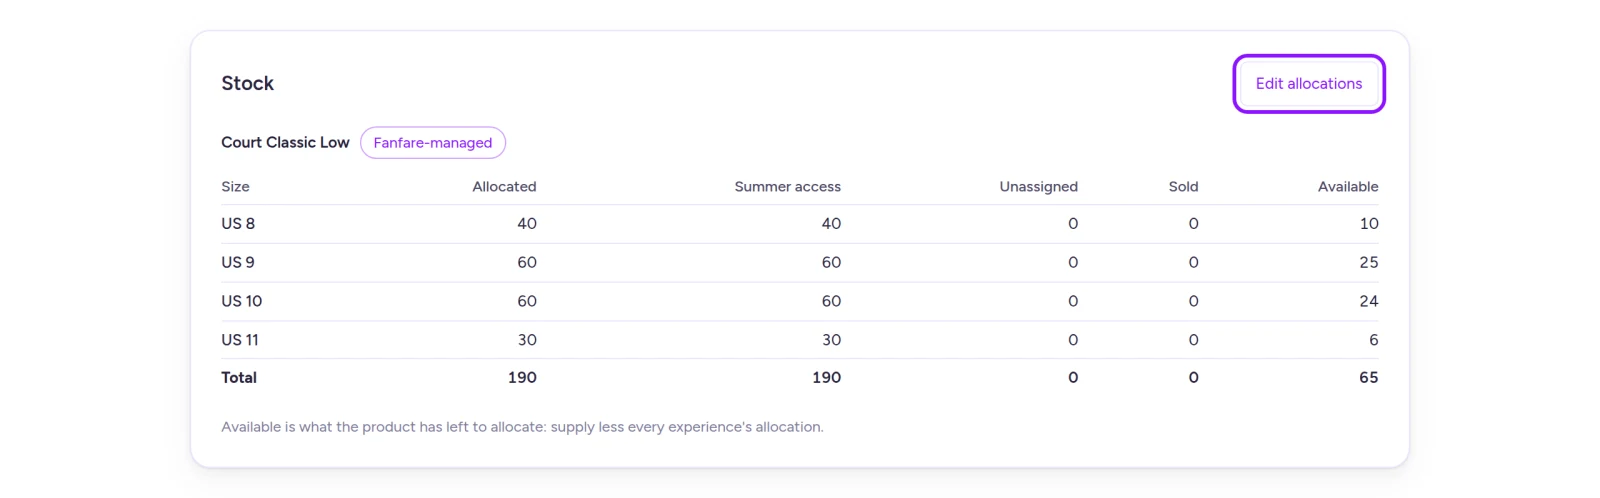 Stock
Edit allocations
Court Classic Low Fanfare-managed
Size Allocated Summer access Unassigned Sold Available
US 8 40 40 0 0 10
US 9 60 60 0 0 25
US 10 60 60 0 0 24
US 11 30 30 0 0 6
Total 190 190 0 0 65
Available is what the product has left to allocate: supply less every experience's allocation.